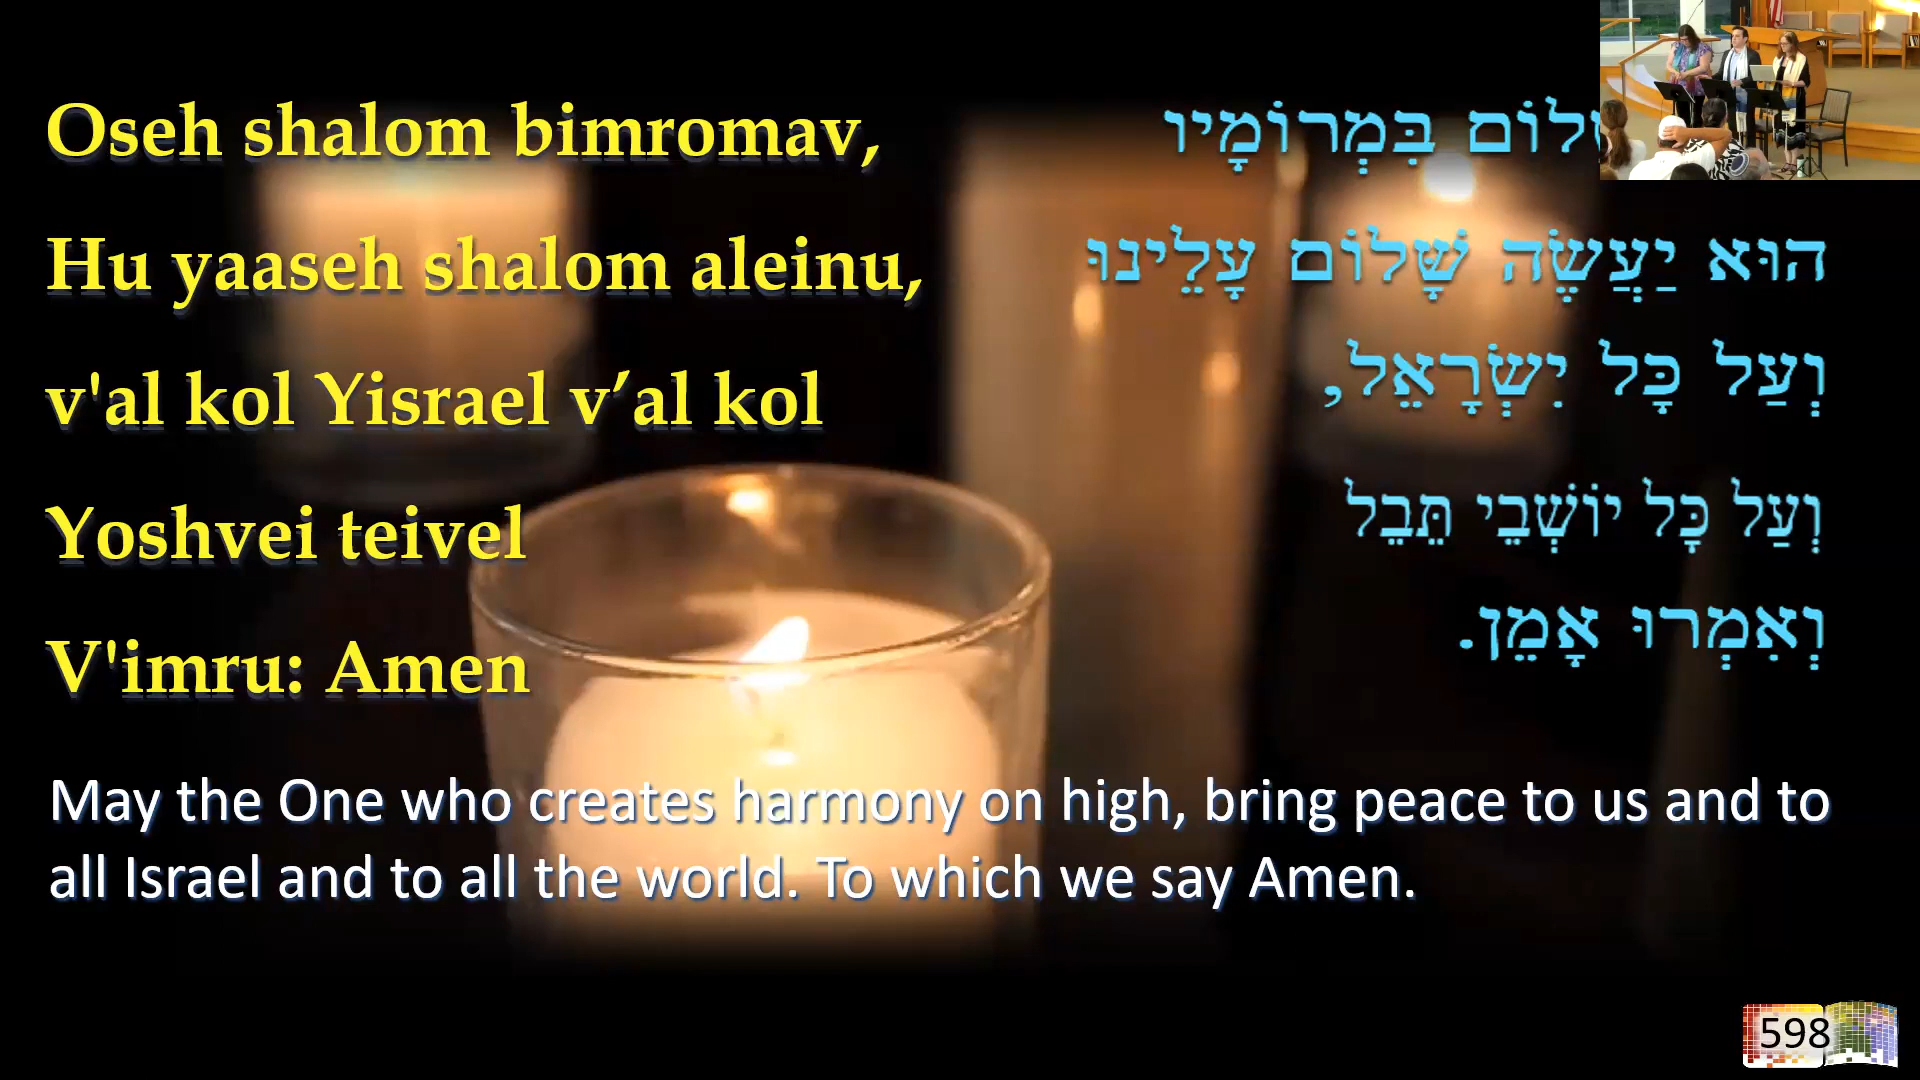 Oseh shalom bimromav,
Hu yaaseh shalom aleinu,
v'al kol Yisrael v’al kol
Yoshvei teivel
V'imru: Amen
בִּמְרוֹמָיו
הוּא יַעֲשֶׂה שָׁלוֹם עָלֵינוּ
וְעַל כָּל יִשְׂרָאֵל,
וְעַל כָּל יוֹשְׁבֵי תֵּבֵל
וְאִמְרוּ אָמֵן.
May the One who creates harmony on high, bring peace to us and to
all Israel and to all the world. To which we say Amen.
598